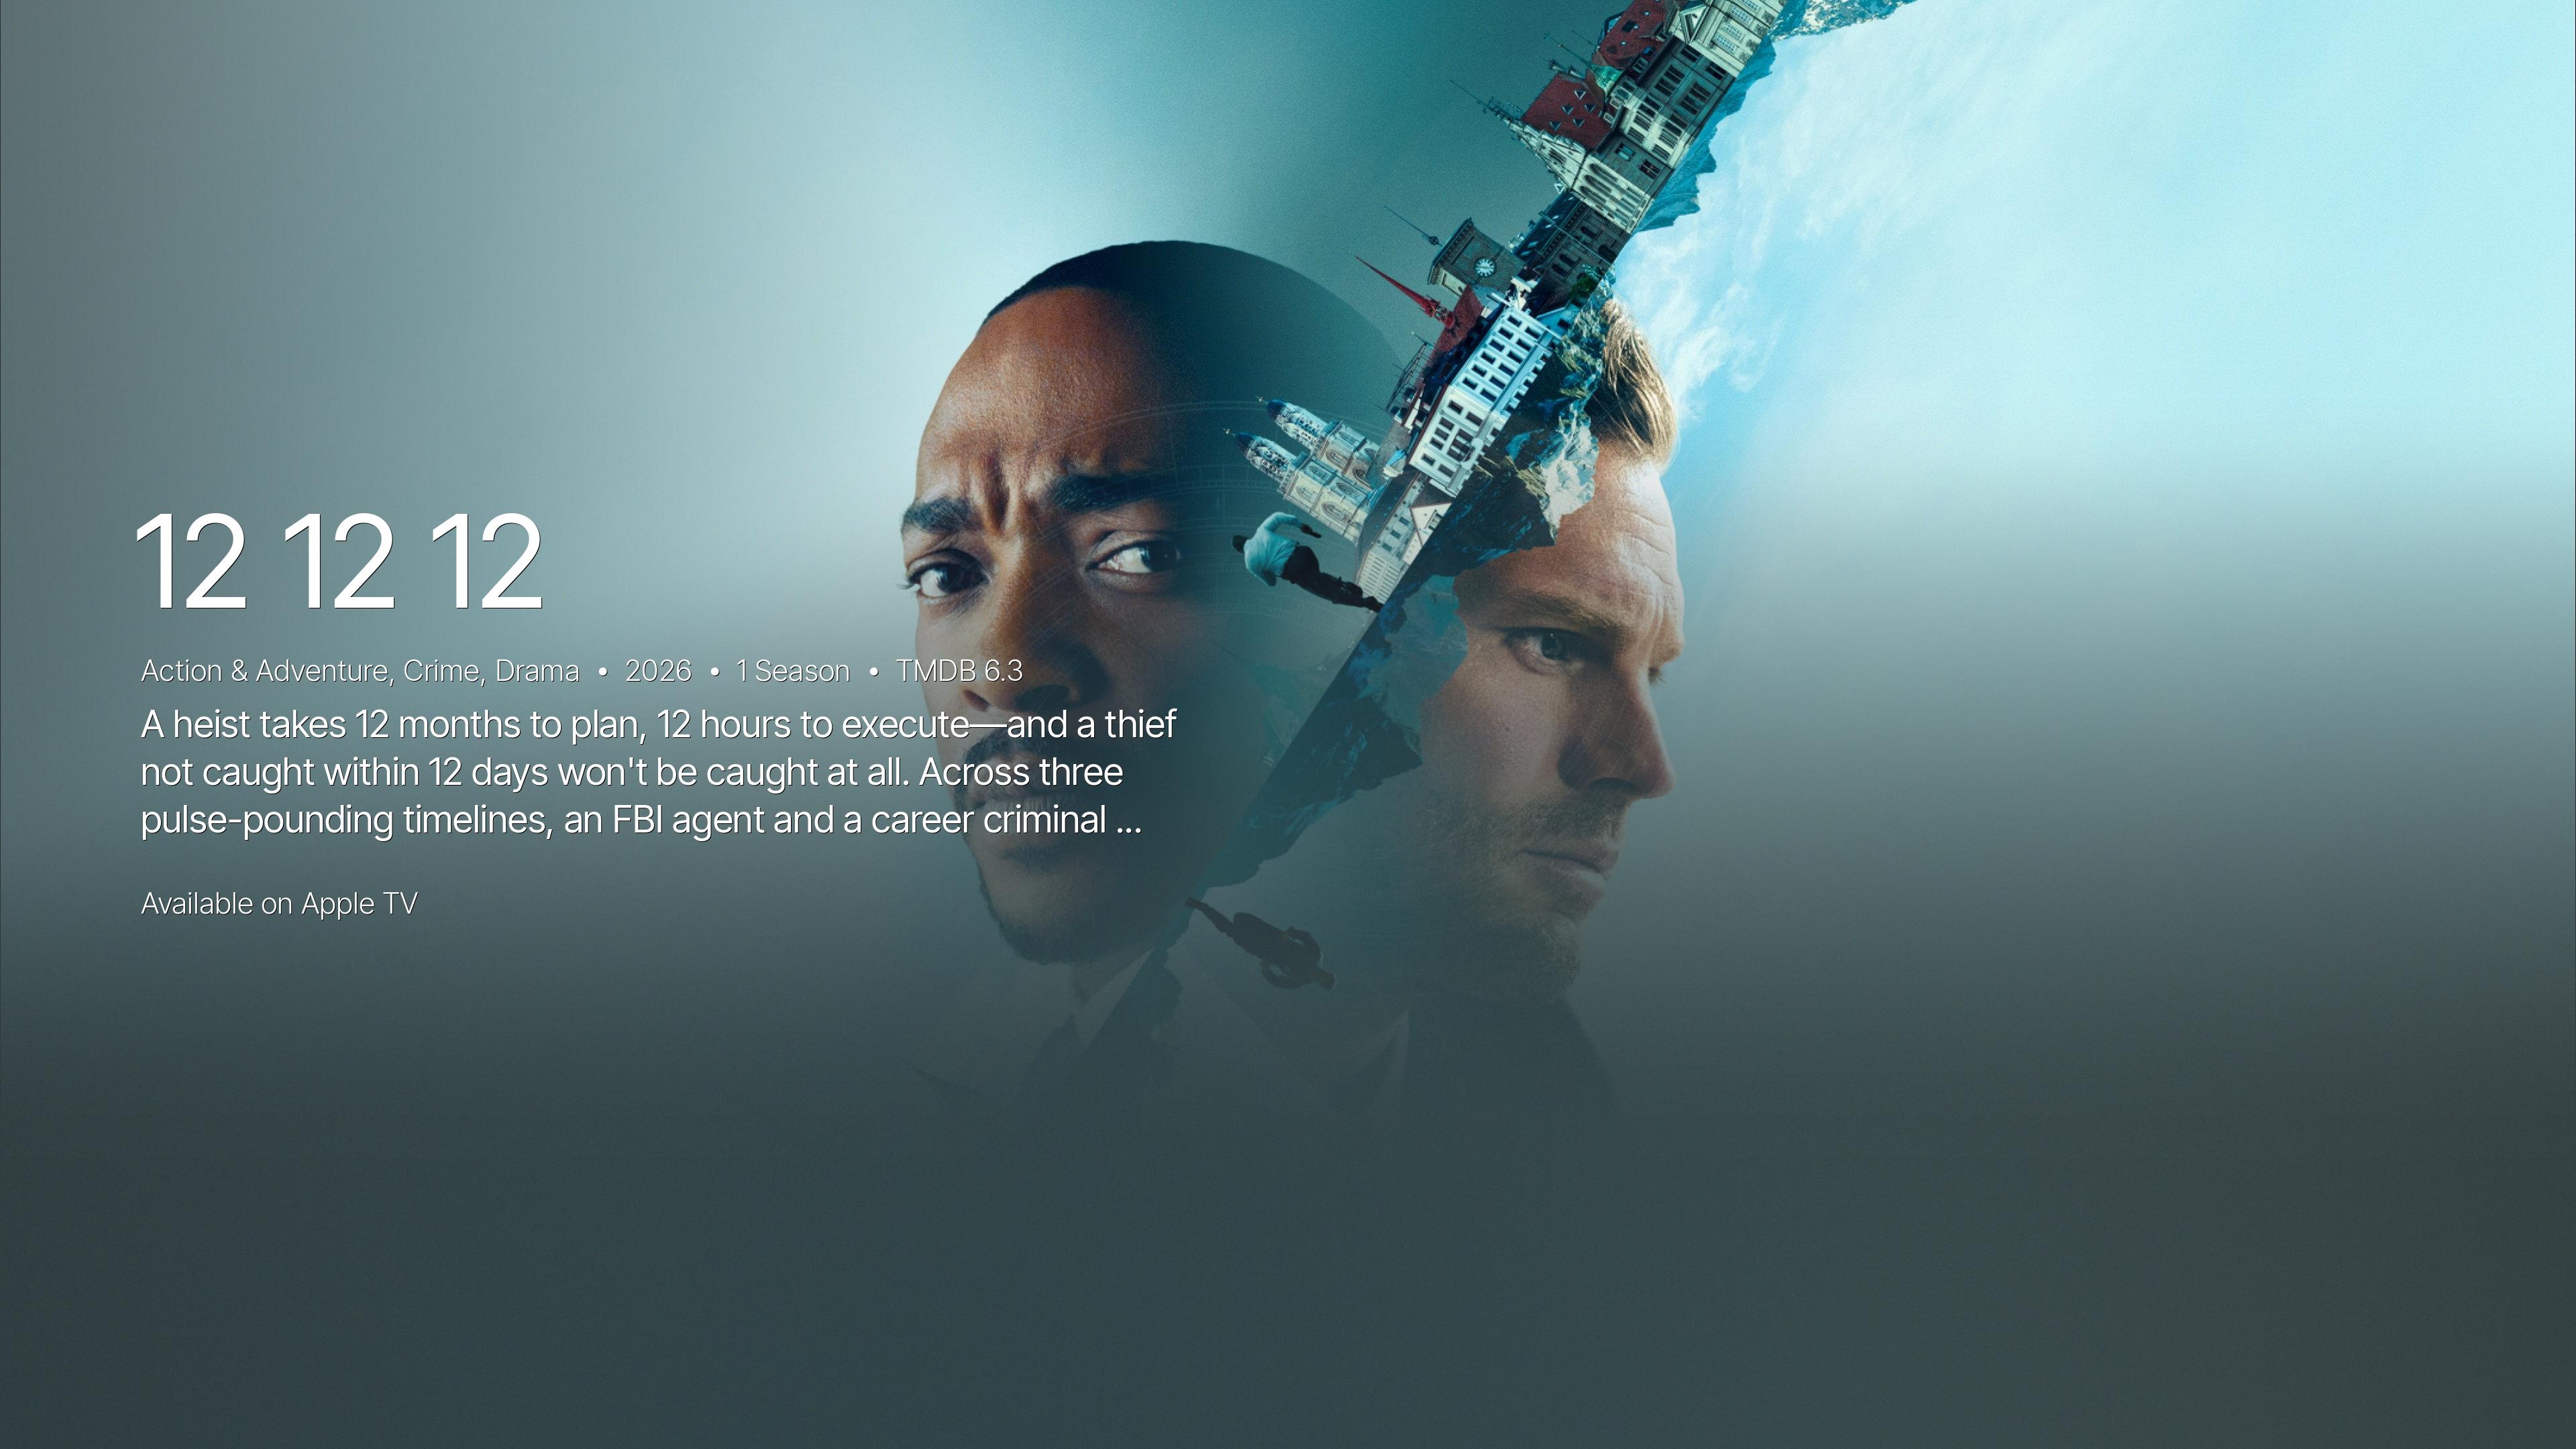 12 12 12
Action & Adventure, Crime, Drama • 2026 • 1 Season • TMDB 6.3
A heist takes 12 months to plan, 12 hours to execute—and a thief
not caught within 12 days won't be caught at all. Across three
pulse-pounding timelines, an FBI agent and a career criminal ...
Available on Apple TV